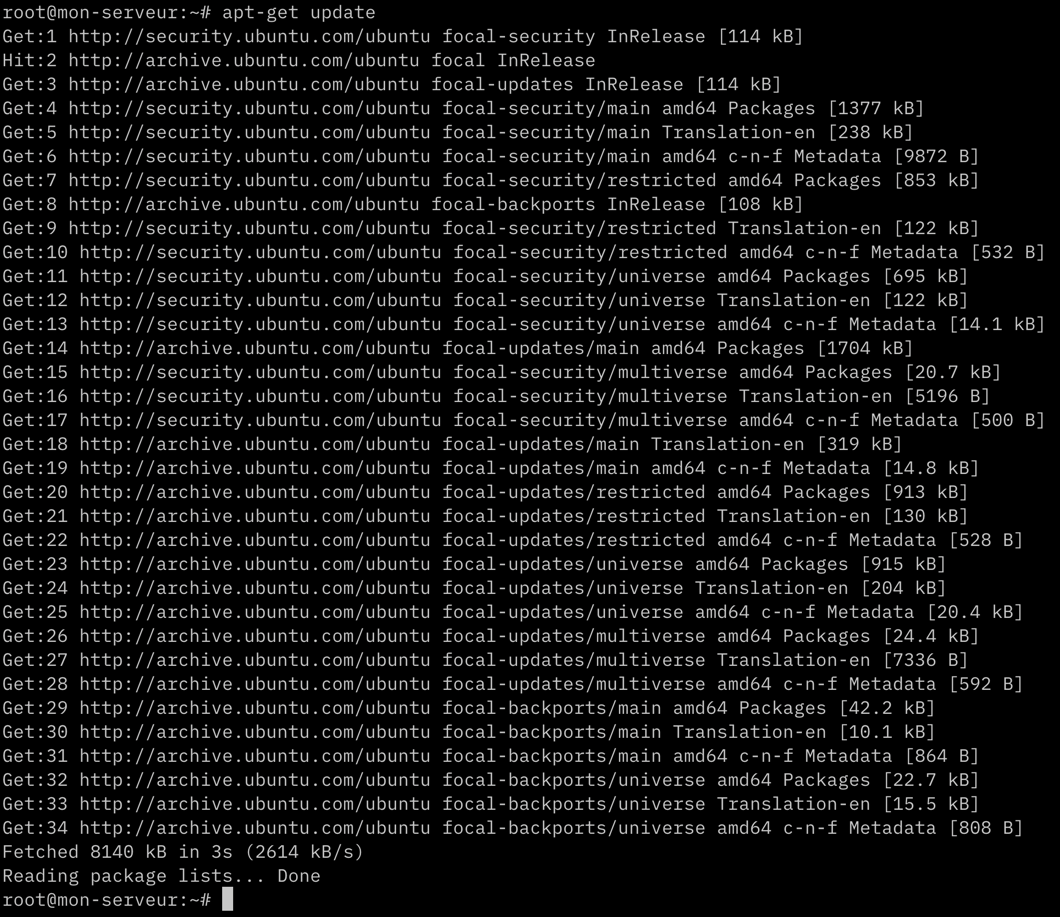 root@mon-serveur:~# apt-get update
Get:1 http://security.ubuntu.com/ubuntu focal-security InRelease [114 kB]
Hit:2 http://archive.ubuntu.com/ubuntu focal InRelease
Get:3 http://archive.ubuntu.com/ubuntu focal-updates InRelease [114 kB]
Get:4 http://security.ubuntu.com/ubuntu focal-security/main amd64 Packages [1377 kB]
Get:5 http://security.ubuntu.com/ubuntu focal-security/main Translation-en [238 kB]
Get:6 http://security.ubuntu.com/ubuntu focal-security/main amd64 c-n-f Metadata [9872 B]
Get:7 http://security.ubuntu.com/ubuntu focal-security/restricted amd64 Packages [853 kB]
Get:8 http://archive.ubuntu.com/ubuntu focal-backports InRelease [108 kB]
Get:9 http://security.ubuntu.com/ubuntu focal-security/restricted Translation-en [122 kB]
Get:10 http://security.ubuntu.com/ubuntu focal-security/restricted amd64 c-n-f Metadata [532 B]
Get:11 http://security.ubuntu.com/ubuntu focal-security/universe amd64 Packages [695 kB]
Get:12 http://security.ubuntu.com/ubuntu focal-security/universe Translation-en [122 kB]
Get:13 http://security.ubuntu.com/ubuntu focal-security/universe amd64 c-n-f Metadata [14.1 kB]
Get:14 http://archive.ubuntu.com/ubuntu focal-updates/main amd64 Packages [1704 kB]
Get:15 http://security.ubuntu.com/ubuntu focal-security/multiverse amd64 Packages [20.7 kB]
Get:16 http://security.ubuntu.com/ubuntu focal-security/multiverse Translation-en [5196 B]
Get:17 http://security.ubuntu.com/ubuntu focal-security/multiverse amd64 c-n-f Metadata [500 B]
Get:18 http://archive.ubuntu.com/ubuntu focal-updates/main Translation-en [319 kB]
Get:19 http://archive.ubuntu.com/ubuntu focal-updates/main amd64 c-n-f Metadata [14.8 kB]
Get:20 http://archive.ubuntu.com/ubuntu focal-updates/restricted amd64 Packages [913 kB]
Get:21 http://archive.ubuntu.com/ubuntu focal-updates/restricted Translation-en [130 kB]
Get:22 http://archive.ubuntu.com/ubuntu focal-updates/restricted amd64 c-n-f Metadata [528 B]
Get:23 http://archive.ubuntu.com/ubuntu focal-updates/universe amd64 Packages [915 kB]
Get:24 http://archive.ubuntu.com/ubuntu focal-updates/universe Translation-en [204 kB]
Get:25 http://archive.ubuntu.com/ubuntu focal-updates/universe amd64 c-n-f Metadata [20.4 kB]
Get:26 http://archive.ubuntu.com/ubuntu focal-updates/multiverse amd64 Packages [24.4 kB]
Get:27 http://archive.ubuntu.com/ubuntu focal-updates/multiverse Translation-en [7336 B]
Get:28 http://archive.ubuntu.com/ubuntu focal-updates/multiverse amd64 c-n-f Metadata [592 B]
Get:29 http://archive.ubuntu.com/ubuntu focal-backports/main amd64 Packages [42.2 kB]
Get:30 http://archive.ubuntu.com/ubuntu focal-backports/main Translation-en [10.1 kB]
Get:31 http://archive.ubuntu.com/ubuntu focal-backports/main amd64 c-n-f Metadata [864 B]
Get:32 http://archive.ubuntu.com/ubuntu focal-backports/universe amd64 Packages [22.7 kB]
Get:33 http://archive.ubuntu.com/ubuntu focal-backports/universe Translation-en [15.5 kB]
Get:34 http://archive.ubuntu.com/ubuntu focal-backports/universe amd64 c-n-f Metadata [808 B]
Fetched 8140 kB in 3s (2614 kB/s)
Reading package lists... Done
root@mon-serveur:~#